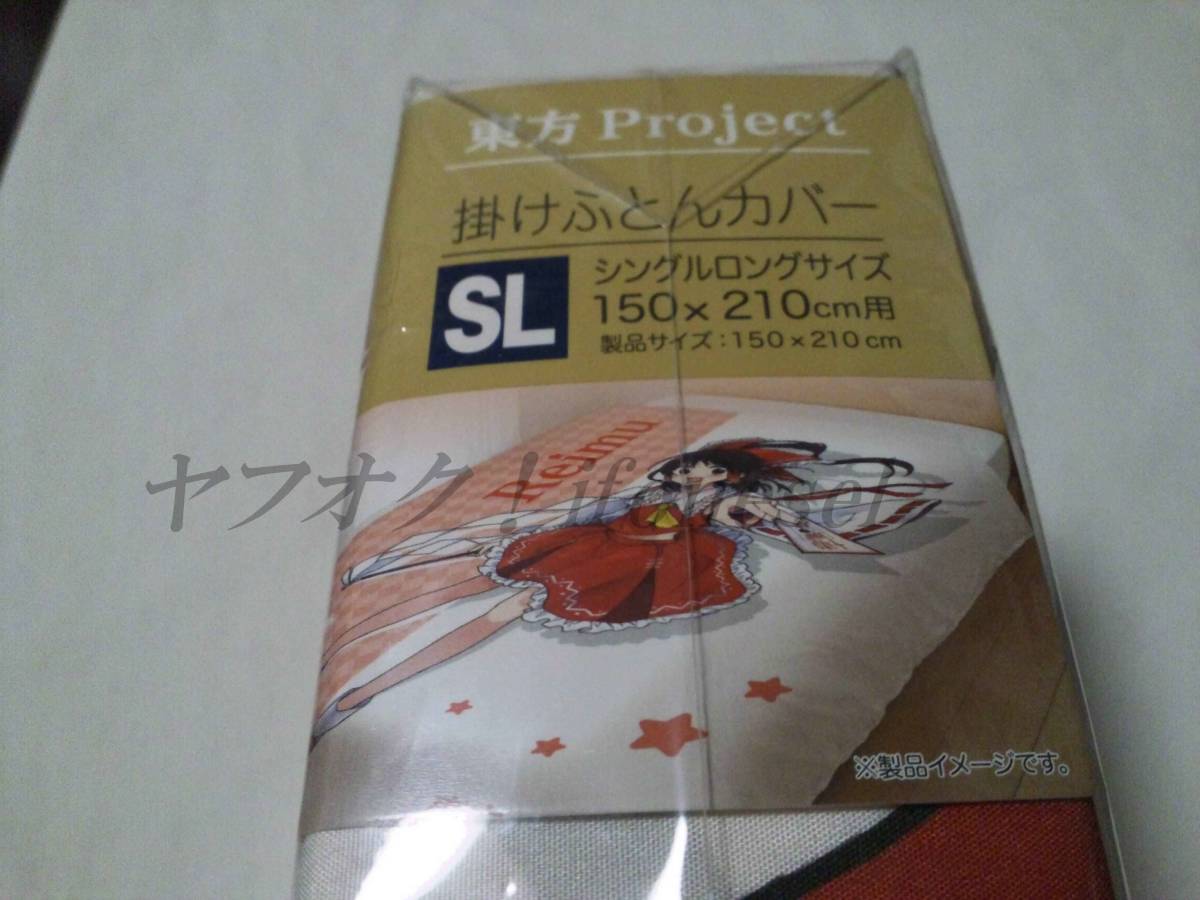 東方 Project
掛けふとんカバー
SL
シングルロングサイズ
150×210cm用
製品サイズ：150×210cm
Reimu
ヤフオク！
※製品イメージです。